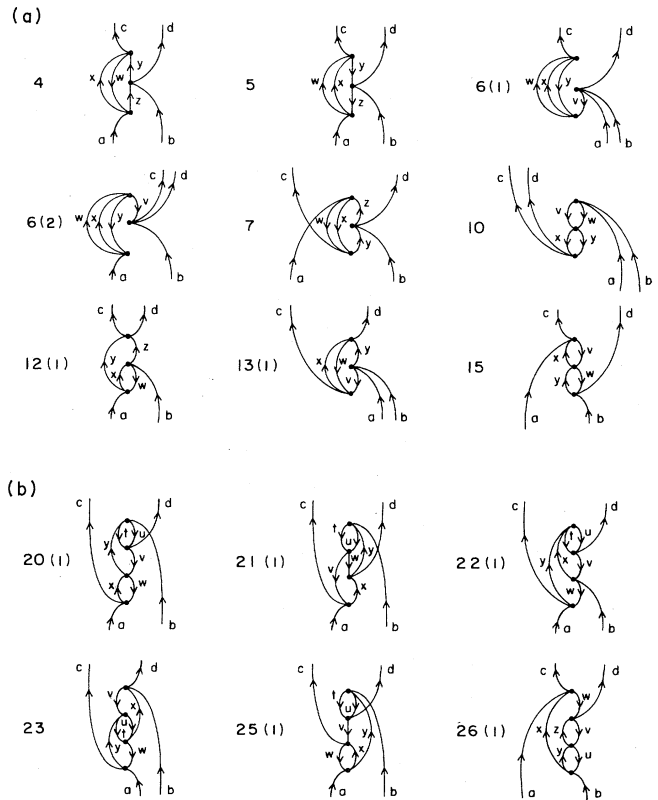 (a)
c d c d c d
4 x w y z 5 w x y z 6(1) w x y v
a b a b a b
c d c d c d
6(2) w x y v 7 w x z y 10 v w x y
a b a b a b
c d c d c d
12(1) y x z w 13(1) x w y v 15 x v y w
a b a b a b
(b)
c d c d c d
20(1) y t u v x w 21(1) t u w y v x 22(1) y x t u v w
a b a b a b
c d c d c d
23 v x u t y w 25(1) t u v y w x 26(1) x z w v y u
a b a b a b